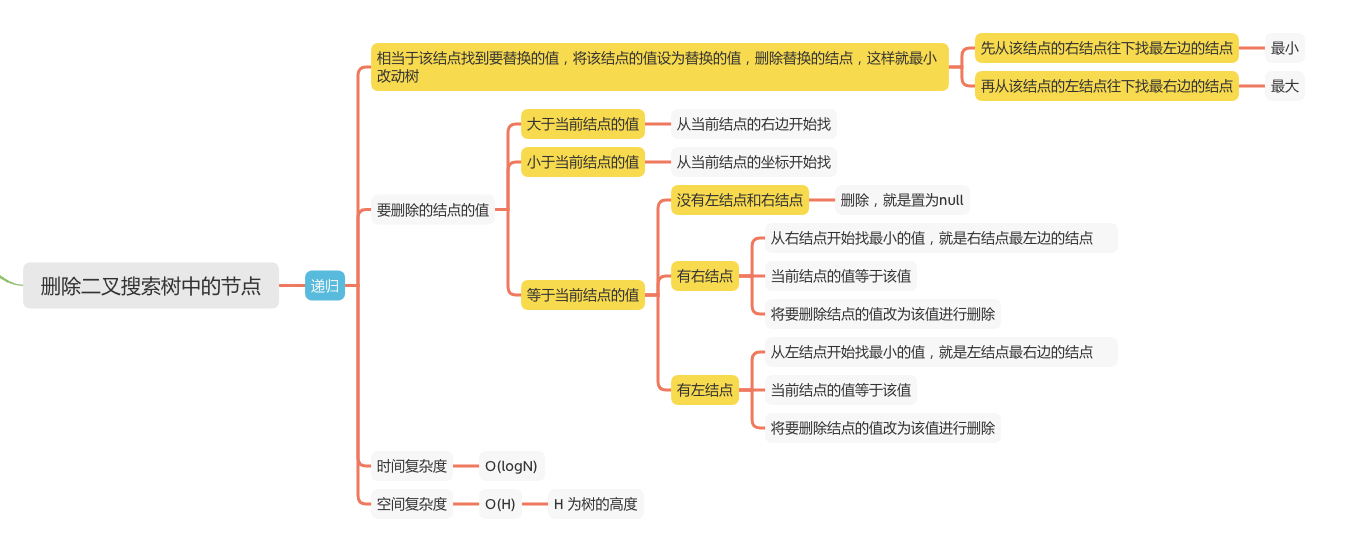 删除二叉搜索树中的节点
递归
相当于该结点找到要替换的值，将该结点的值设为替换的值，删除替换的结点，这样就最小
改动树
先从该结点的右结点往下找最左边的结点
最小
再从该结点的左结点往下找最右边的结点
最大
要删除的结点的值
大于当前结点的值
从当前结点的右边开始找
小于当前结点的值
从当前结点的坐标开始找
等于当前结点的值
没有左结点和右结点
删除，就是置为null
有右结点
从右结点开始找最小的值，就是右结点最左边的结点
当前结点的值等于该值
将要删除结点的值改为该值进行删除
有左结点
从左结点开始找最小的值，就是左结点最右边的结点
当前结点的值等于该值
将要删除结点的值改为该值进行删除
时间复杂度
O(logN)
空间复杂度
O(H)
H 为树的高度